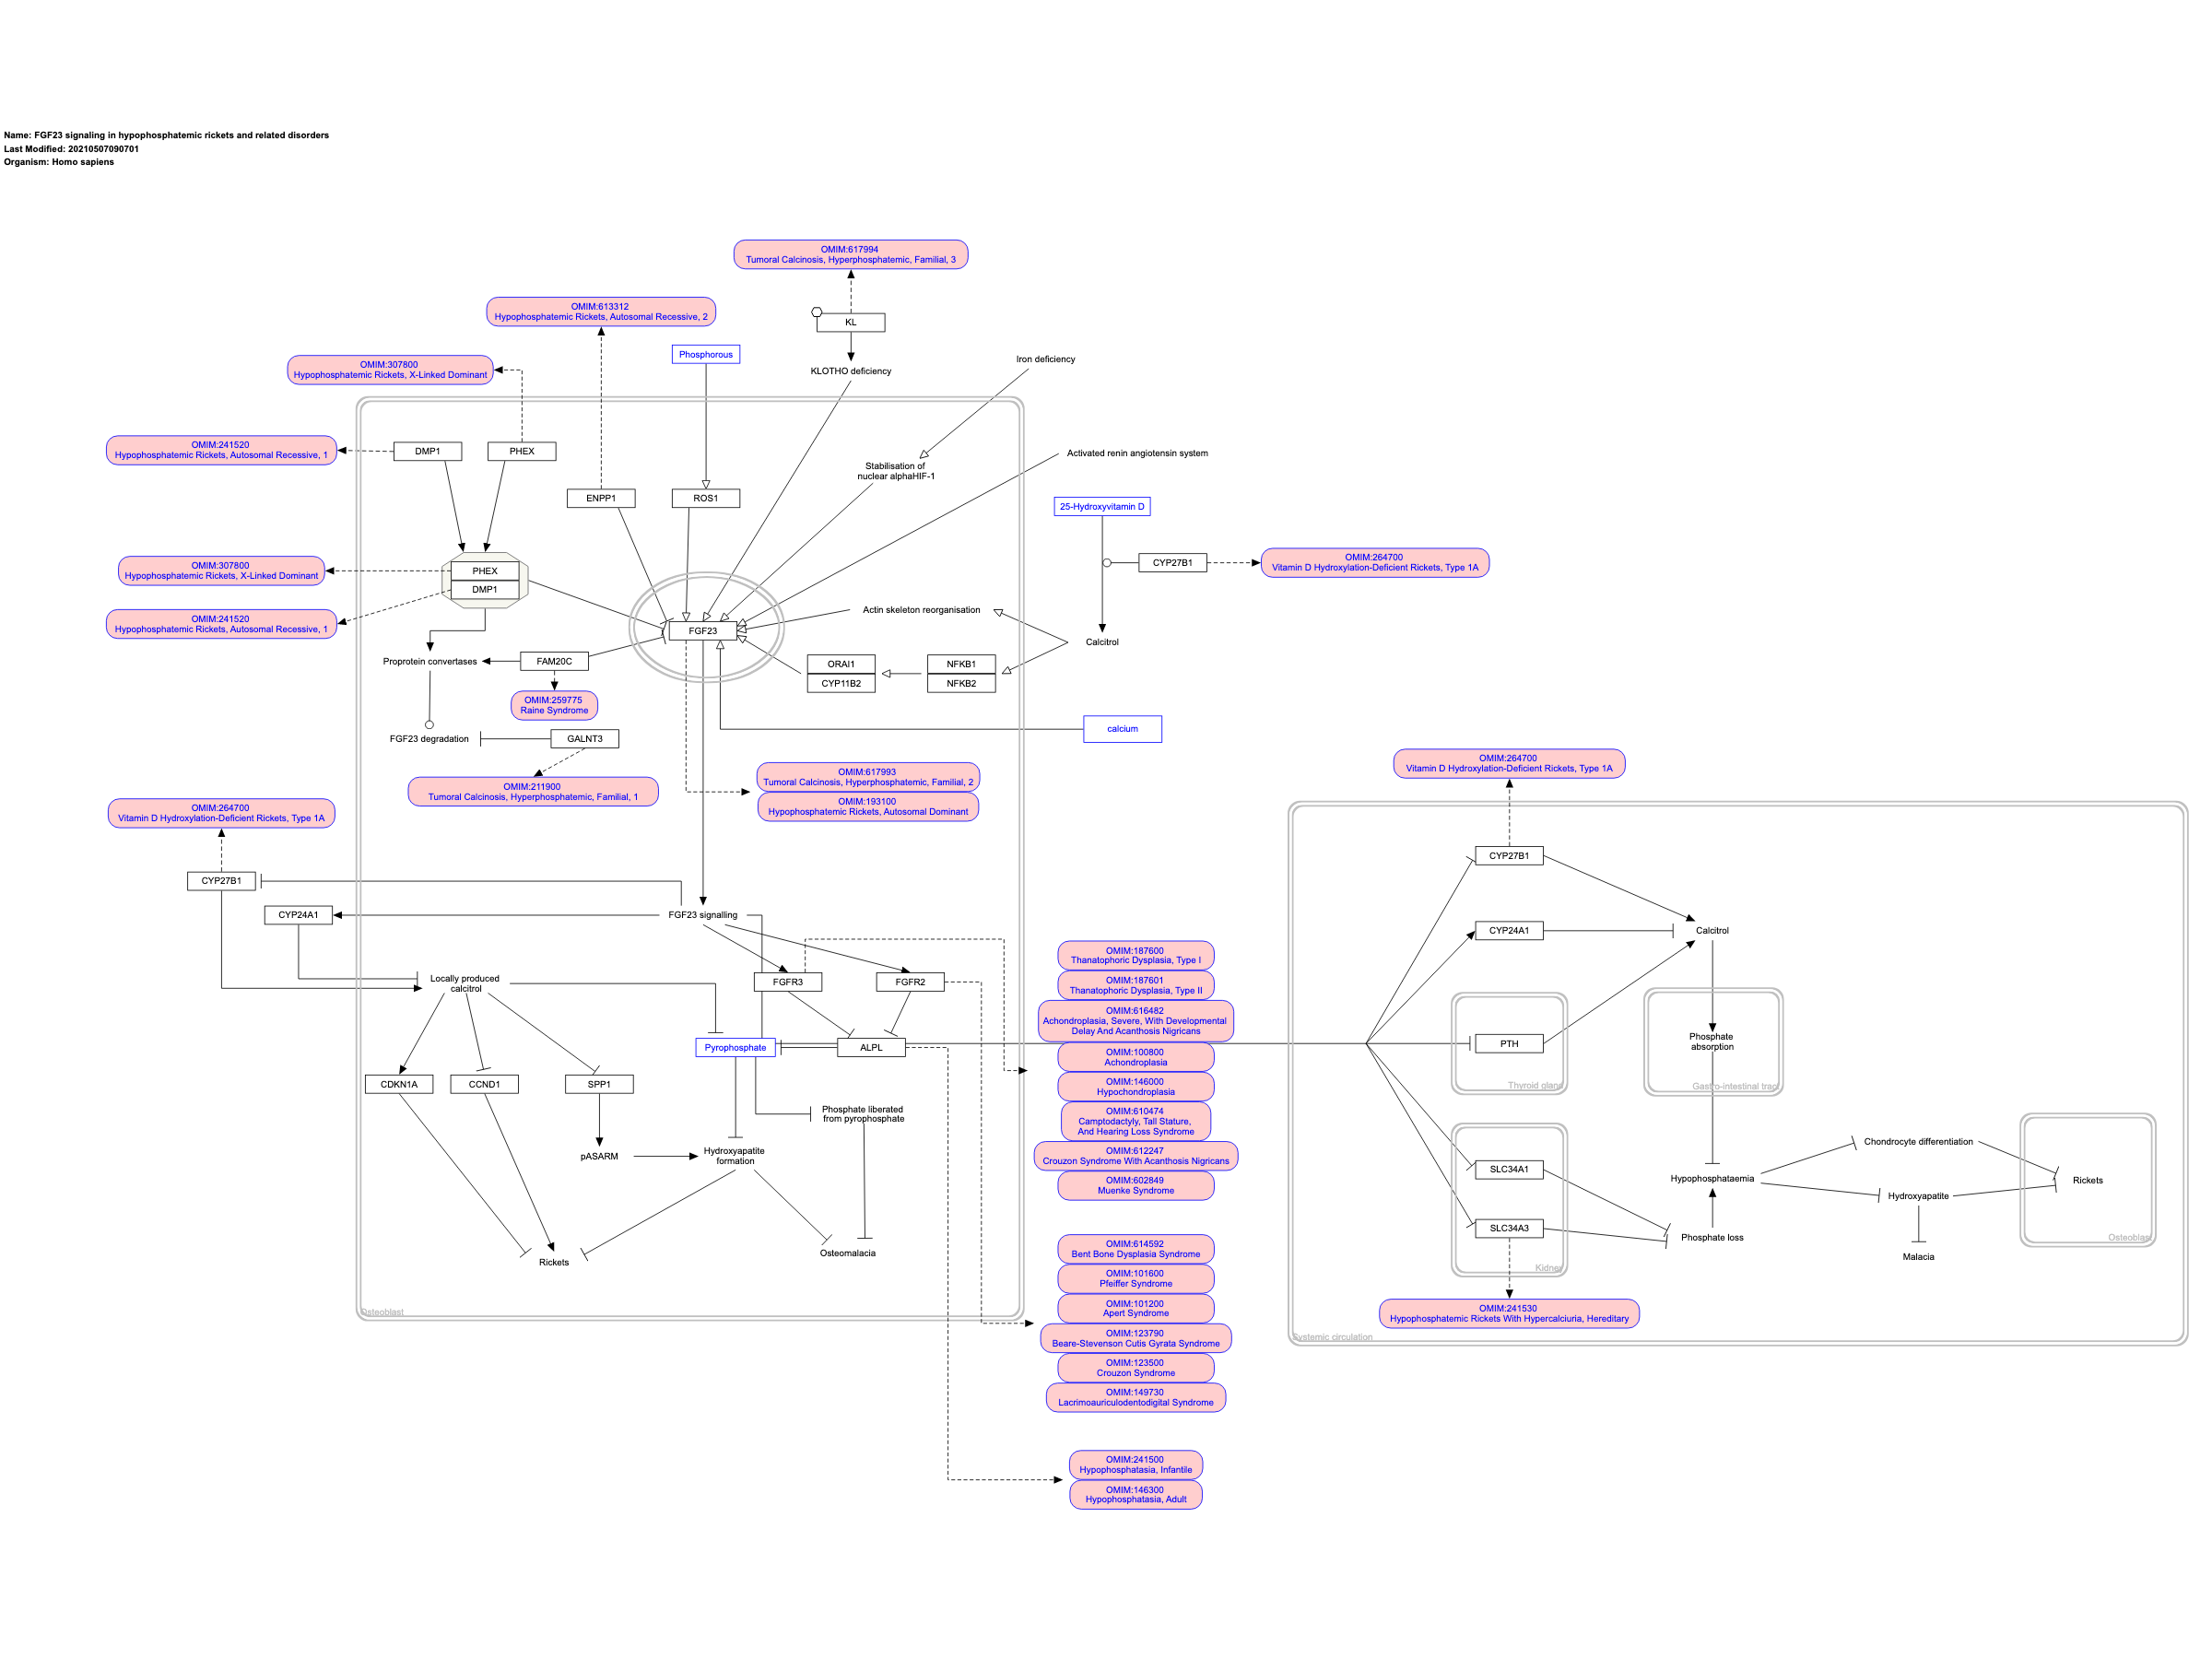 Name: FGF23 signaling in hypophosphatemic rickets and related disorders
Last Modified: 20210507090701
Organism: Homo sapiens
OMIM:617994
Tumoral Calcinosis, Hyperphosphatemic, Familial, 3
OMIM:613312
Hypophosphatemic Rickets, Autosomal Recessive, 2
KL
Phosphorous
Iron deficiency
OMIM:307800
Hypophosphatemic Rickets, X-Linked Dominant
KLOTHO deficiency
OMIM:241520
Hypophosphatemic Rickets, Autosomal Recessive, 1
DMP1
PHEX
Activated renin angiotensin system
Stabilisation of
nuclear alphaHIF-1
ENPP1
ROS1
25-Hydroxyvitamin D
OMIM:307800
Hypophosphatemic Rickets, X-Linked Dominant
PHEX
DMP1
CYP27B1
OMIM:264700
Vitamin D Hydroxylation-Deficient Rickets, Type 1A
OMIM:241520
Hypophosphatemic Rickets, Autosomal Recessive, 1
FGF23
Actin skeleton reorganisation
Calcitrol
Proprotein convertases
FAM20C
ORAI1
CYP11B2
NFKB1
NFKB2
OMIM:259775
Raine Syndrome
FGF23 degradation
GALNT3
calcium
OMIM:211900
Tumoral Calcinosis, Hyperphosphatemic, Familial, 1
OMIM:617993
Tumoral Calcinosis, Hyperphosphatemic, Familial, 2
OMIM:193100
Hypophosphatemic Rickets, Autosomal Dominant
OMIM:264700
Vitamin D Hydroxylation-Deficient Rickets, Type 1A
OMIM:264700
Vitamin D Hydroxylation-Deficient Rickets, Type 1A
CYP27B1
CYP24A1
FGF23 signalling
Locally produced
calcitrol
FGFR3
FGFR2
Pyrophosphate
ALPL
CDKN1A
CCND1
SPP1
Phosphate liberated
from pyrophosphate
pASARM
Hydroxyapatite
formation
Rickets
Osteomalacia
Osteoblast
OMIM:187600
Thanatophoric Dysplasia, Type I
OMIM:187601
Thanatophoric Dysplasia, Type II
OMIM:616482
Achondroplasia, Severe, With Developmental
Delay And Acanthosis Nigricans
OMIM:100800
Achondroplasia
OMIM:146000
Hypochondroplasia
OMIM:610474
Camptodactyly, Tall Stature,
And Hearing Loss Syndrome
OMIM:612247
Crouzon Syndrome With Acanthosis Nigricans
OMIM:602849
Muenke Syndrome
OMIM:614592
Bent Bone Dysplasia Syndrome
OMIM:101600
Pfeiffer Syndrome
OMIM:101200
Apert Syndrome
OMIM:123790
Beare-Stevenson Cutis Gyrata Syndrome
OMIM:123500
Crouzon Syndrome
OMIM:149730
Lacrimoauriculodentodigital Syndrome
OMIM:241500
Hypophosphatasia, Infantile
OMIM:146300
Hypophosphatasia, Adult
CYP27B1
CYP24A1
Calcitrol
PTH
Thyroid gland
Phosphate
absorption
Gastro-intestinal tract
SLC34A1
SLC34A3
Kidney
Hypophosphataemia
Phosphate loss
Chondrocyte differentiation
Hydroxyapatite
Malacia
Rickets
Osteoblast
OMIM:241530
Hypophosphatemic Rickets With Hypercalciuria, Hereditary
Systemic circulation